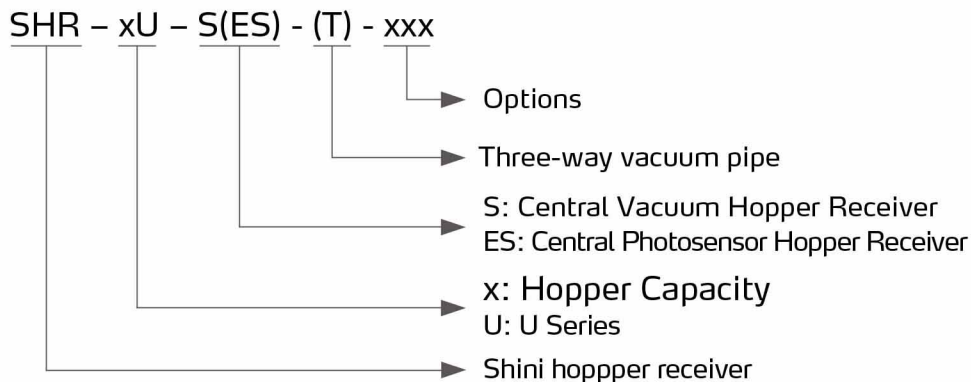 SHR – xU – S(ES) - (T) - xxx
Options
Three-way vacuum pipe
S: Central Vacuum Hopper Receiver
ES: Central Photosensor Hopper Receiver
x: Hopper Capacity
U: U Series
Shini hoppper receiver